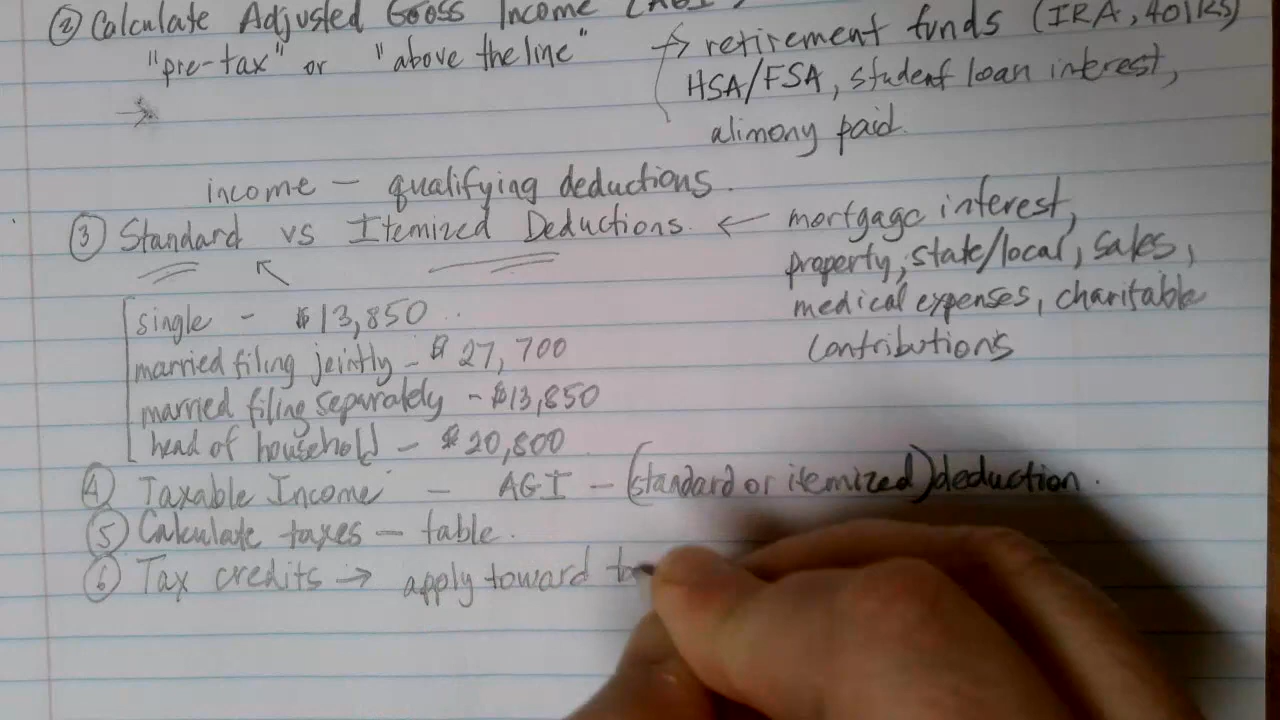 ② Calculate Adjusted Gross Income (AGI)
"pre-tax" or "above the line"
→ retirement funds (IRA, 401ks)
HSA/FSA, student loan interest,
alimony paid.
→
income – qualifying deductions.
③ Standard vs Itemized Deductions. ← mortgage interest,
property, state/local, sales,
medical expenses, charitable
contributions
single – $13,850
married filing jointly – $27,700
married filing separately – $13,850
head of household – $20,800
④ Taxable Income – AGI – (standard or itemized) deduction.
⑤ Calculate taxes – table.
⑥ Tax credits → apply toward